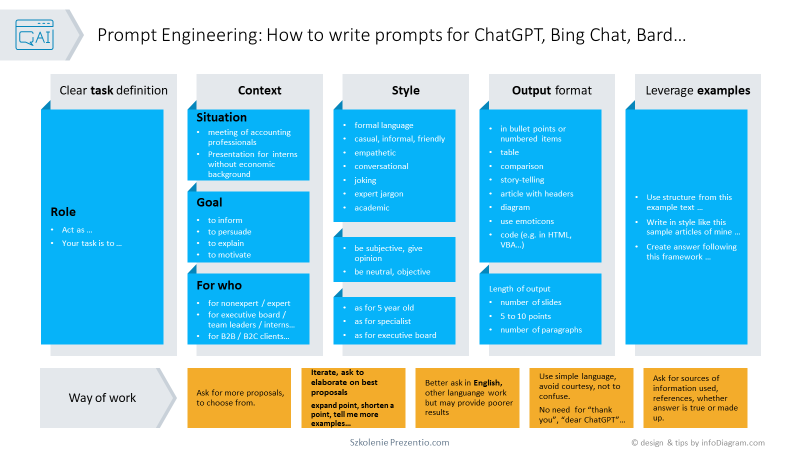 AI
Prompt Engineering: How to write prompts for ChatGPT, Bing Chat, Bard...
Clear task definition
Role
• Act as ...
• Your task is to ...
Context
Situation
• meeting of accounting
professionals
• Presentation for interns
without economic
background
Goal
• to inform
• to persuade
• to explain
• to motivate
For who
• for nonexpert / expert
• for executive board /
team leaders / interns...
• for B2B / B2C clients...
Style
• formal language
• casual, informal, friendly
• empathetic
• conversational
• joking
• expert jargon
• academic
• be subjective, give
opinion
• be neutral, objective
• as for 5 year old
• as for specialist
• as for executive board
Output format
• in bullet points or
numbered items
• table
• comparison
• story-telling
• article with headers
• diagram
• use emoticons
• code (e.g. in HTML,
VBA...)
Length of output
• number of slides
• 5 to 10 points
• number of paragraphs
Leverage examples
• Use structure from this
example text ...
• Write in style like this
sample articles of mine ...
• Create answer following
this framework ...
Way of work
Ask for more proposals,
to choose from.
Iterate, ask to
elaborate on best
proposals
expand point, shorten a
point, tell me more
examples...
Better ask in English,
other languange work
but may provide poorer
results
Use simple language,
avoid courtesy, not to
confuse.
No need for "thank
you", "dear ChatGPT"...
Ask for sources of
information used,
references, whether
answer is true or made
up.
Szkolenie Prezentio.com
© design & tips by infoDiagram.com